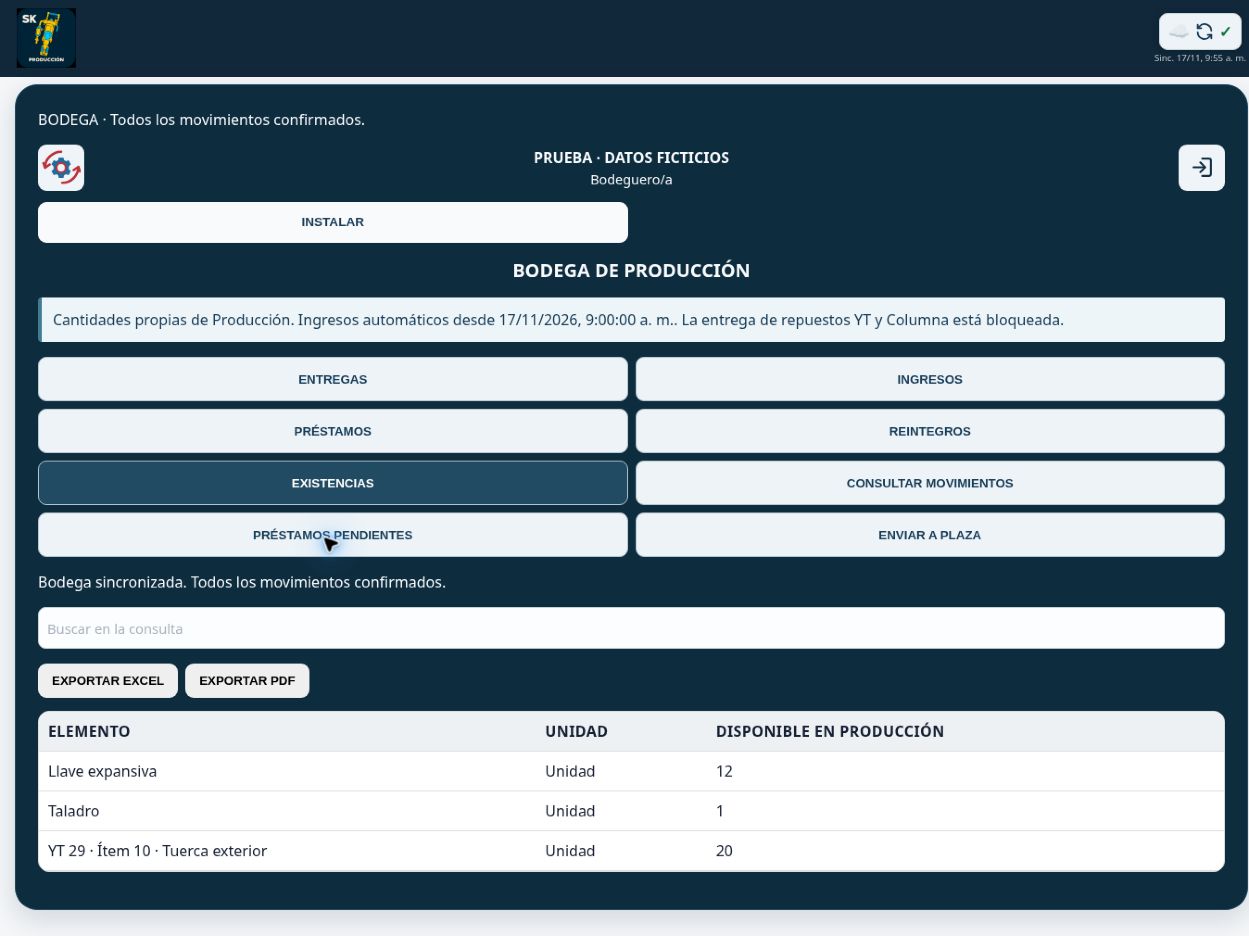 SK
PRODUCCIÓN
Sinc. 17/11, 9:55 a. m.
BODEGA · Todos los movimientos confirmados.
PRUEBA · DATOS FICTICIOS
Bodeguero/a
INSTALAR
BODEGA DE PRODUCCIÓN
Cantidades propias de Producción. Ingresos automáticos desde 17/11/2026, 9:00:00 a. m.. La entrega de repuestos YT y Columna está bloqueada.
ENTREGAS
INGRESOS
PRÉSTAMOS
REINTEGROS
EXISTENCIAS
CONSULTAR MOVIMIENTOS
PRÉSTAMOS PENDIENTES
ENVIAR A PLAZA
Bodega sincronizada. Todos los movimientos confirmados.
Buscar en la consulta
EXPORTAR EXCEL EXPORTAR PDF
ELEMENTO UNIDAD DISPONIBLE EN PRODUCCIÓN
Llave expansiva Unidad 12
Taladro Unidad 1
YT 29 · Ítem 10 · Tuerca exterior Unidad 20